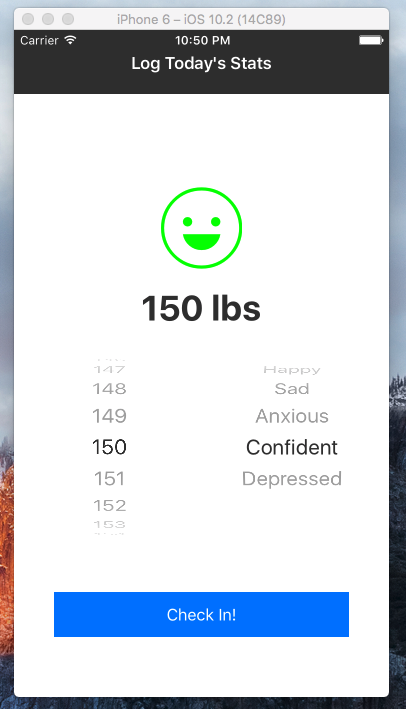 iPhone 6 – iOS 10.2 (14C89)
Carrier 10:50 PM
Log Today's Stats
150 lbs
147 Happy
148 Sad
149 Anxious
150 Confident
151 Depressed
152
153
Check In!